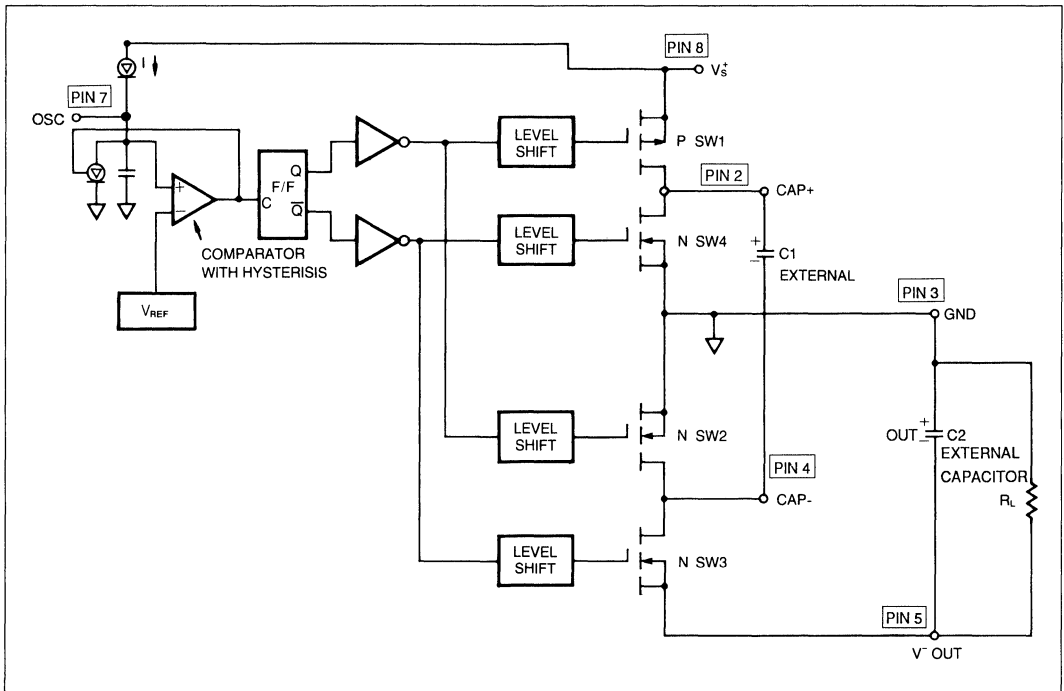 PIN 8
V+S
I
PIN 7
OSC
LEVEL
SHIFT
P SW1
PIN 2
CAP+
Q
F/F
C
Q̅
+
−
LEVEL
SHIFT
N SW4
+
−
C1
EXTERNAL
COMPARATOR
WITH HYSTERISIS
VREF
PIN 3
GND
LEVEL
SHIFT
N SW2
+
OUT− C2
EXTERNAL
CAPACITOR
RL
PIN 4
CAP-
LEVEL
SHIFT
N SW3
PIN 5
V− OUT